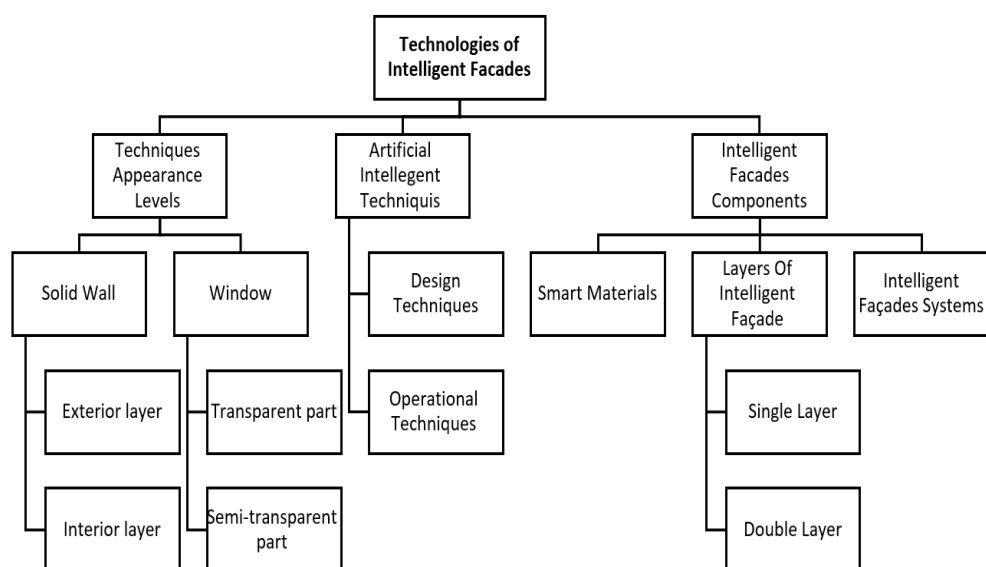 Technologies of
Intelligent Facades
Techniques
Appearance
Levels
Artificial
Intellegent
Techniquis
Intelligent
Facades
Components
Solid Wall
Window
Design
Techniques
Smart Materials
Layers Of
Intelligent
Façade
Intelligent
Façades Systems
Exterior layer
Transparent part
Operational
Techniques
Single Layer
Interior layer
Semi-transparent
part
Double Layer